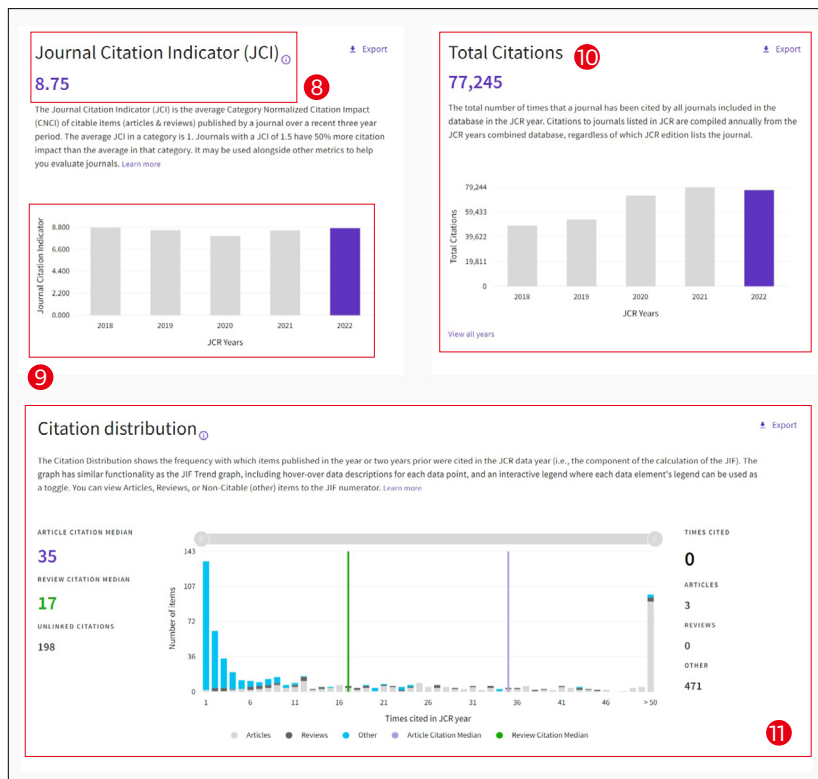 Journal Citation Indicator (JCI)
Export
8.75
8
The Journal Citation Indicator (JCI) is the average Category Normalized Citation Impact
(CNCI) of citable items (articles & reviews) published by a journal over a recent three year
period. The average JCI in a category is 1. Journals with a JCI of 1.5 have 50% more citation
impact than the average in that category. It may be used alongside other metrics to help
you evaluate journals. Learn more
Journal Citation Indicator
8.800
6.600
4.400
2.200
0.000
2018 2019 2020 2021 2022
JCR Years
9
Total Citations
10
Export
77,245
The total number of times that a journal has been cited by all journals included in the
database in the JCR year. Citations to journals listed in JCR are compiled annually from the
JCR years combined database, regardless of which JCR edition lists the journal.
Total Citations
79,244
59,433
39,622
19,811
0
2018 2019 2020 2021 2022
JCR Years
View all years
Citation distribution
Export
The Citation Distribution shows the frequency with which items published in the year or two years prior were cited in the JCR data year (i.e., the component of the calculation of the JIF). The
graph has similar functionality as the JIF Trend graph, including hover-over data descriptions for each data point, and an interactive legend where each data element's legend can be used as
a toggle. You can view Articles, Reviews, or Non-Citable (other) items to the JIF numerator. Learn more
ARTICLE CITATION MEDIAN
35
REVIEW CITATION MEDIAN
17
UNLINKED CITATIONS
198
Number of items
143
107
72
36
0
1 6 11 16 21 26 31 36 41 46 > 50
Times cited in JCR year
Articles Reviews Other Article Citation Median Review Citation Median
TIMES CITED
0
ARTICLES
3
REVIEWS
0
OTHER
471
11